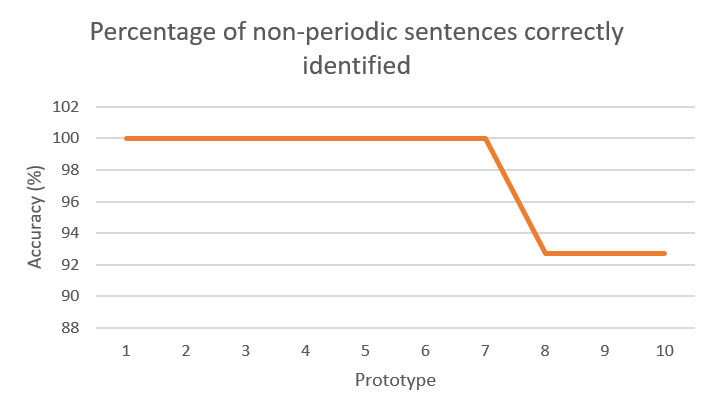 Percentage of non-periodic sentences correctly
identified
102
100
98
96
94
92
90
88
Accuracy (%)
1 2 3 4 5 6 7 8 9 10
Prototype